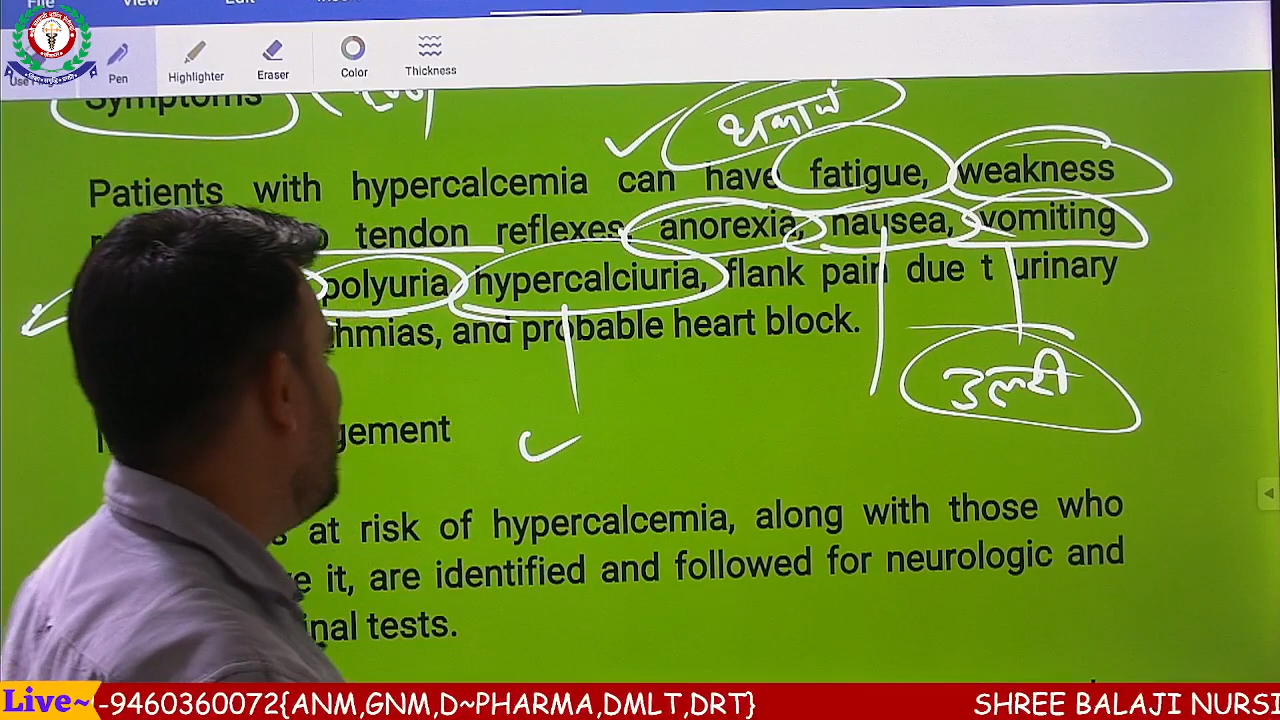 File View Edit
Pen Highlighter Eraser Color Thickness
Symptoms
थकान
Patients with hypercalcemia can have fatigue, weakness
tendon reflexes, anorexia, nausea, vomiting
polyuria, hypercalciuria, flank pain due t urinary
hmias, and probable heart block.
उल्टी
gement
at risk of hypercalcemia, along with those who
e it, are identified and followed for neurologic and
inal tests.
Live~ -9460360072{ANM,GNM,D~PHARMA,DMLT,DRT} SHREE BALAJI NURSI